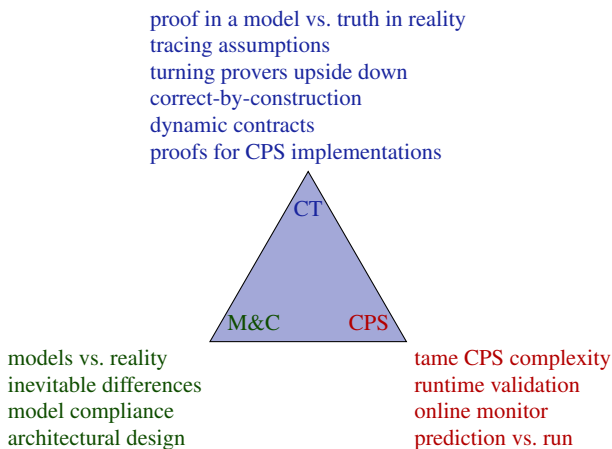 proof in a model vs. truth in reality
tracing assumptions
turning provers upside down
correct-by-construction
dynamic contracts
proofs for CPS implementations
CT
M&C
CPS
models vs. reality
inevitable differences
model compliance
architectural design
tame CPS complexity
runtime validation
online monitor
prediction vs. run